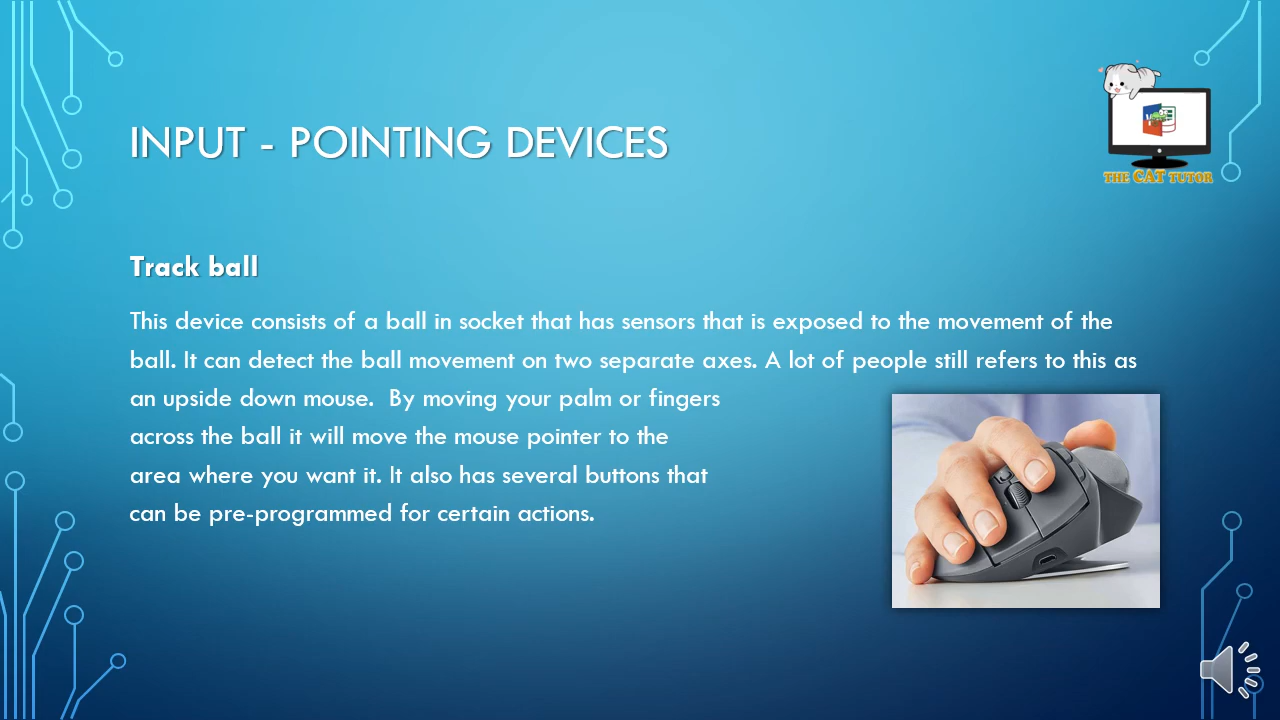 INPUT - POINTING DEVICES
THE CAT TUTOR
Track ball
This device consists of a ball in socket that has sensors that is exposed to the movement of the
ball. It can detect the ball movement on two separate axes. A lot of people still refers to this as
an upside down mouse.  By moving your palm or fingers
across the ball it will move the mouse pointer to the
area where you want it. It also has several buttons that
can be pre-programmed for certain actions.